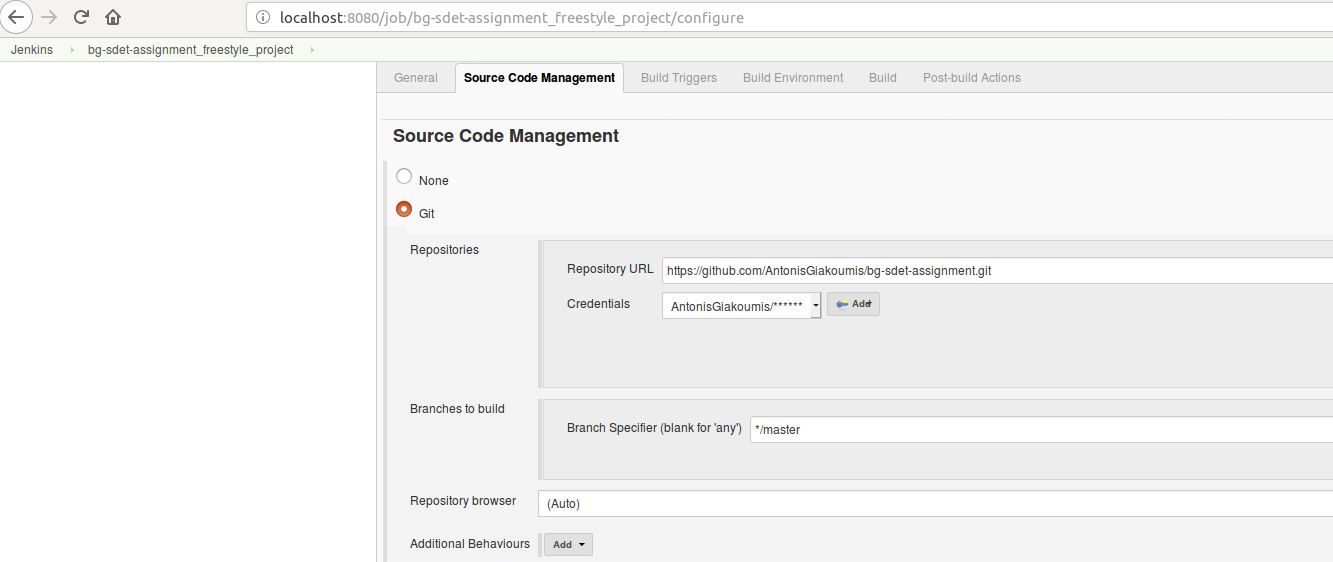 localhost:8080/job/bg-sdet-assignment_freestyle_project/configure
Jenkins bg-sdet-assignment_freestyle_project
General Source Code Management Build Triggers Build Environment Build Post-build Actions
Source Code Management
None
Git
Repositories
Repository URL https://github.com/AntonisGiakoumis/bg-sdet-assignment.git
Credentials AntonisGiakoumis/****** Add
Branches to build
Branch Specifier (blank for 'any') */master
Repository browser (Auto)
Additional Behaviours Add